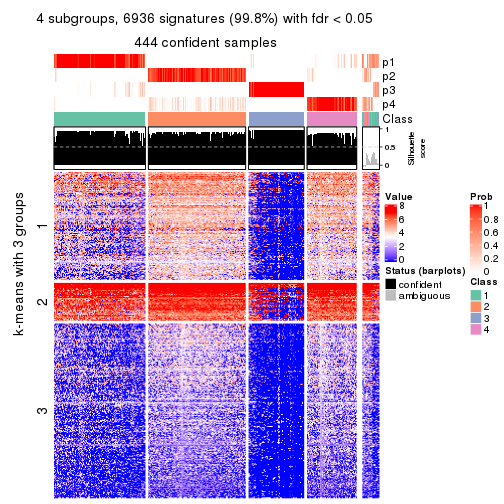 4 subgroups, 6936 signatures (99.8%) with fdr < 0.05
444 confident samples
p1
p2
p3
p4
Class
1
0.5
0
Silhouette
score
k-means with 3 groups
1
2
3
Value
8
6
4
2
0
Status (barplots)
confident
ambiguous
Prob
1
0.8
0.6
0.4
0.2
0
Class
1
2
3
4